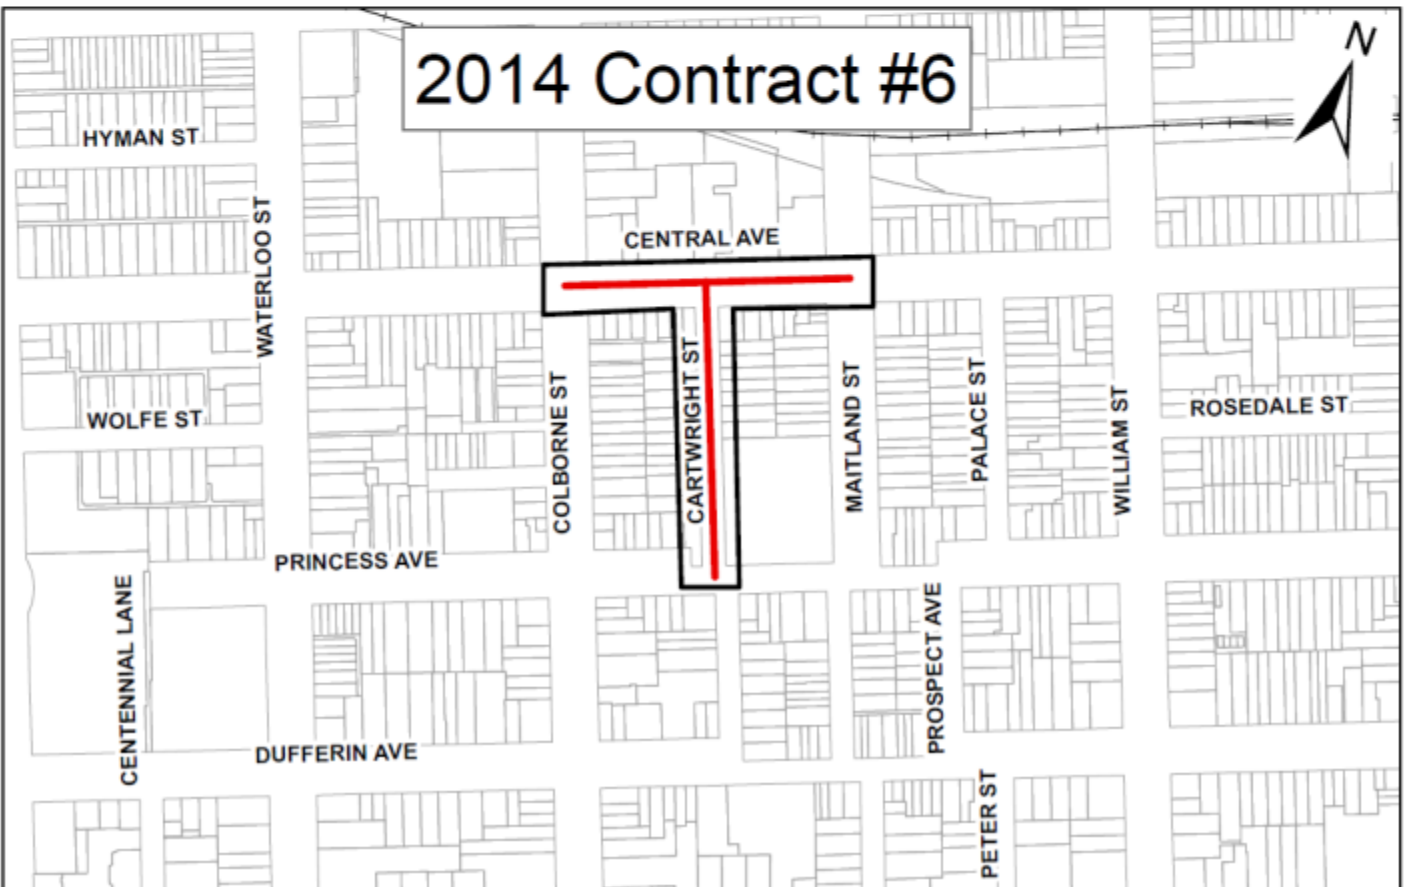 2014 Contract #6
N
HYMAN ST
WATERLOO ST
CENTRAL AVE
WOLFE ST
COLBORNE ST
CARTWRIGHT ST
MAITLAND ST
PALACE ST
WILLIAM ST
ROSEDALE ST
PRINCESS AVE
CENTENNIAL LANE
PROSPECT AVE
DUFFERIN AVE
PETER ST